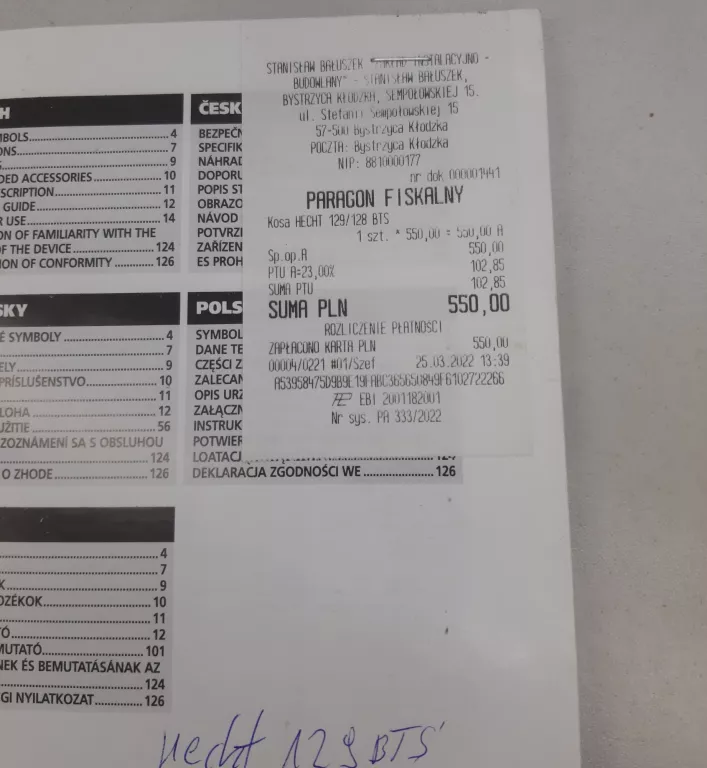 STANISŁAW BAŁUSZEK "ZAKŁAD INSTALACYJNO -
BUDOWLANY" - STANISŁAW BAŁUSZEK,
BYSTRZYCA KŁODZKA, SEMPOŁOWSKIEJ 15.
ul. Stefanii Sempołowskiej 15
57-500 Bystrzyca Kłodzka
POCZTA: Bystrzyca Kłodzka
NIP: 8810000177
nr dok.000001441
PARAGON FISKALNY
Kosa HECHT 129/128 BTS
1 szt. * 550,00 = 550,00 A
Sp.op.A 550,00
PTU A=23,00% 102,85
SUMA PTU 102,85
SUMA PLN 550,00
ROZLICZENIE PŁATNOŚCI
ZAPŁACONO KARTA PLN 550,00
00004/0221 #01/Szef 25.03.2022 13:39
EBI 2001182001
Nr sys. PA 333/2022
H
MBOLS 4
ONS 7
9
DED ACCESSORIES 10
SCRIPTION 11
GUIDE 12
R USE 14
ON OF FAMILIARITY WITH THE
OF THE DEVICE 124
ION OF CONFORMITY 126
ČESK
BEZPEČN
SPECIFIK
NÁHRAD
DOPORU
POPIS ST
OBRAZO
NÁVOD
POTVRZ
ZAŘÍZEN
ES PROH
SKY
É SYMBOLY 4
7
ELY 9
PRÍSLUŠENSTVO 10
11
LOHA 12
UŽITIE 56
ZOZNÁMENÍ SA S OBSLUHOU
124
O ZHODE 126
POLS
SYMBOL
DANE TE
CZĘŚCI Z
ZALECAN
OPIS URZ
ZAŁĄCZN
INSTRUK
POTWIER
LOATACJ 124
DEKLARACJA ZGODNOŚCI WE 126
4
7
K 9
OZÉKOK 10
11
TÓ 12
MUTATÓ 101
NEK ÉS BEMUTATÁSÁNAK AZ
124
GI NYILATKOZAT 126
Hecht 129 BTS